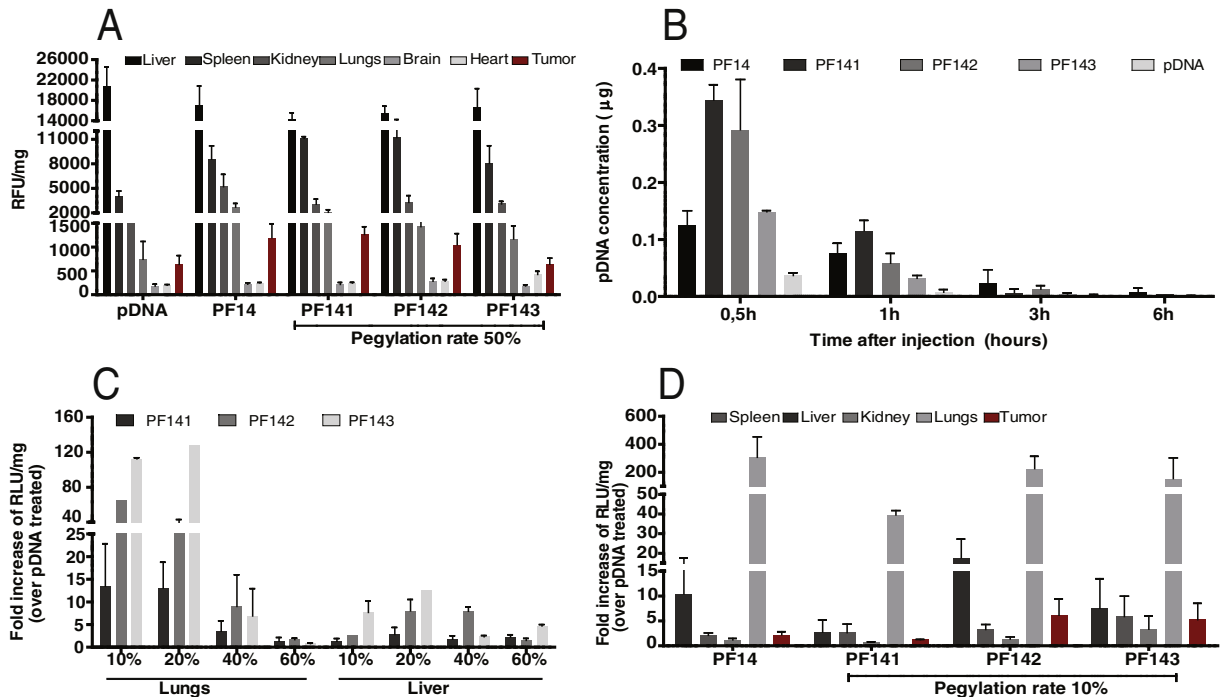 A
26000
22000
18000
14000
11000
8000
5000
2000
1500
1000
500
0
RFU/mg
Liver Spleen Kidney Lungs Brain Heart Tumor
pDNA PF14 PF141 PF142 PF143
Pegylation rate 50%
B
0.4
0.3
0.2
0.1
0.0
pDNA concentration (µg)
PF14 PF141 PF142 PF143 pDNA
0,5h 1h 3h 6h
Time after injection (hours)
C
160
120
80
40
25
20
15
10
5
0
Fold increase of RLU/mg
(over pDNA treated)
PF141 PF142 PF143
10% 20% 40% 60% 10% 20% 40% 60%
Lungs Liver
D
600
400
200
50
40
30
20
15
10
5
0
Fold increase of RLU/mg
(over pDNA treated)
Spleen Liver Kidney Lungs Tumor
PF14 PF141 PF142 PF143
Pegylation rate 10%